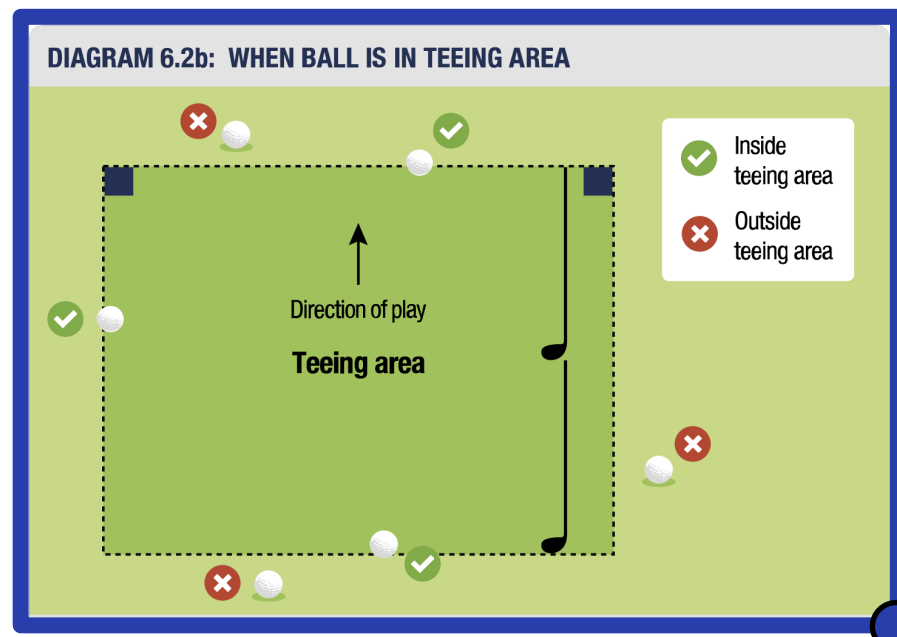 DIAGRAM 6.2b: WHEN BALL IS IN TEEING AREA
Inside
teeing area
Outside
teeing area
Direction of play
Teeing area